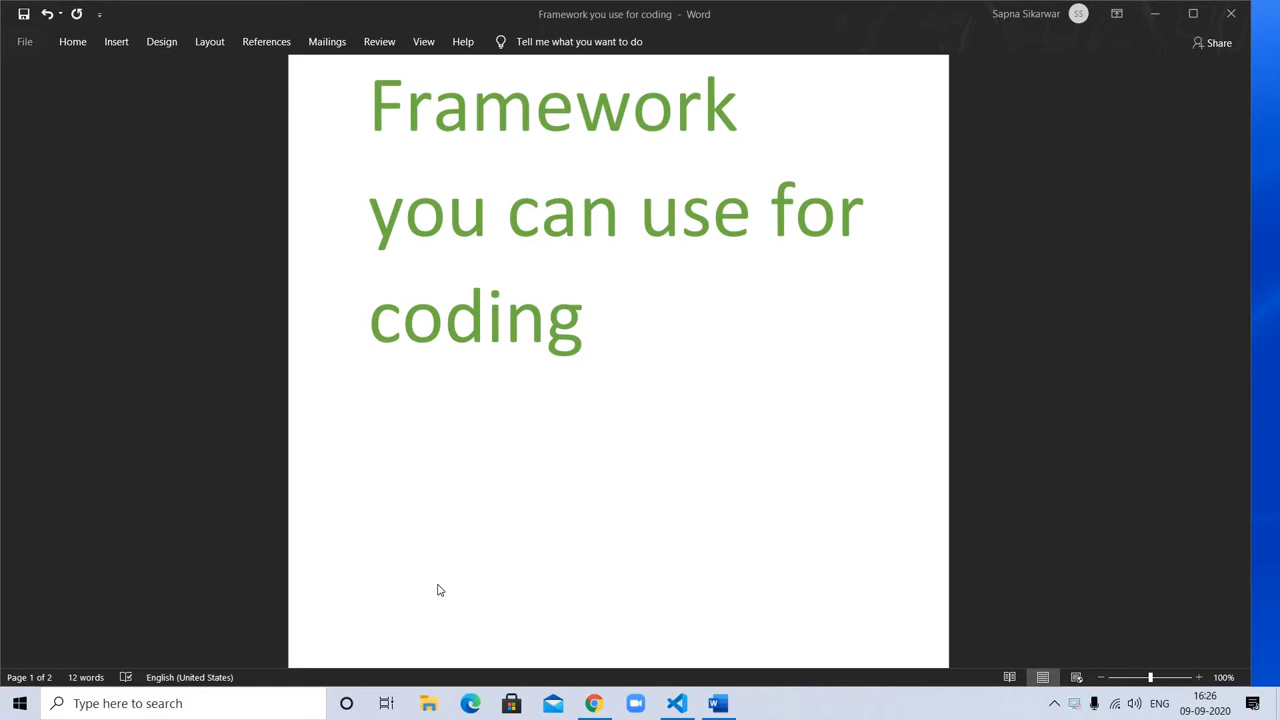 Framework you use for coding - Word
Sapna Sikarwar SS
File Home Insert Design Layout References Mailings Review View Help Tell me what you want to do Share
Framework
you can use for
coding
Page 1 of 2 12 words English (United States) 100%
Type here to search
ENG
16:26
09-09-2020